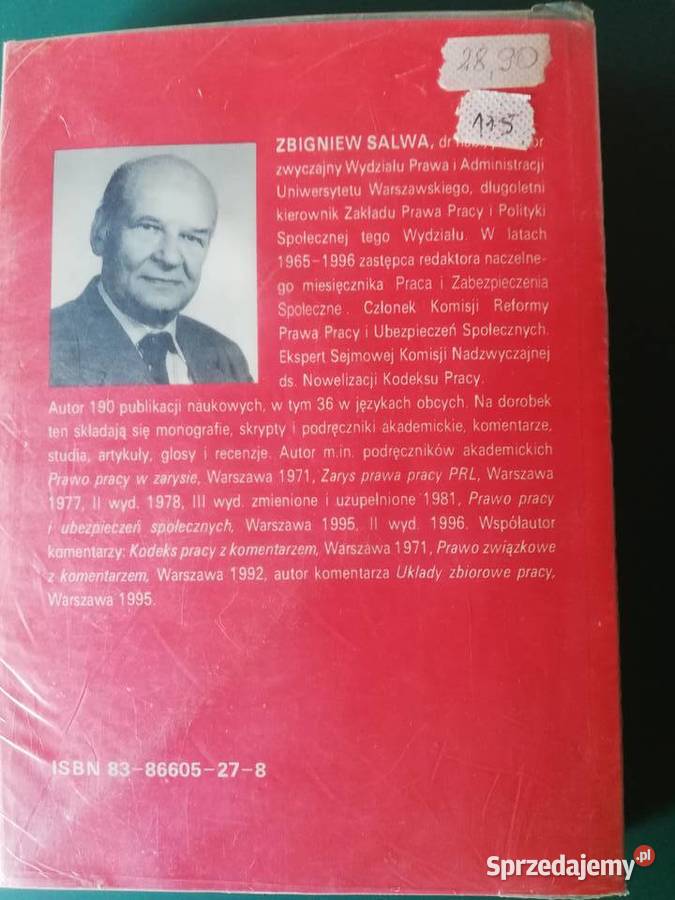 28,90
175
ZBIGNIEW SALWA, dr
zwyczajny Wydziału Prawa i Administracji
Uniwersytetu Warszawskiego, długoletni
kierownik Zakładu Prawa Pracy i Polityki
Społecznej tego Wydziału. W latach
1965–1996 zastępca redaktora naczelne-
go miesięcznika Praca i Zabezpieczenia
Społeczne. Członek Komisji Reformy
Prawa Pracy i Ubezpieczeń Społecznych.
Ekspert Sejmowej Komisji Nadzwyczajnej
ds. Nowelizacji Kodeksu Pracy.
Autor 190 publikacji naukowych, w tym 36 w językach obcych. Na dorobek
ten składają się monografie, skrypty i podręczniki akademickie, komentarze,
studia, artykuły, glosy i recenzje. Autor m.in. podręczników akademickich
Prawo pracy w zarysie, Warszawa 1971, Zarys prawa pracy PRL, Warszawa
1977, II wyd. 1978, III wyd. zmienione i uzupełnione 1981, Prawo pracy
i ubezpieczeń społecznych, Warszawa 1995, II wyd. 1996. Współautor
komentarzy: Kodeks pracy z komentarzem, Warszawa 1971, Prawo związkowe
z komentarzem, Warszawa 1992, autor komentarza Układy zbiorowe pracy,
Warszawa 1995.
ISBN 83-86605-27-8
Sprzedajemy.pl